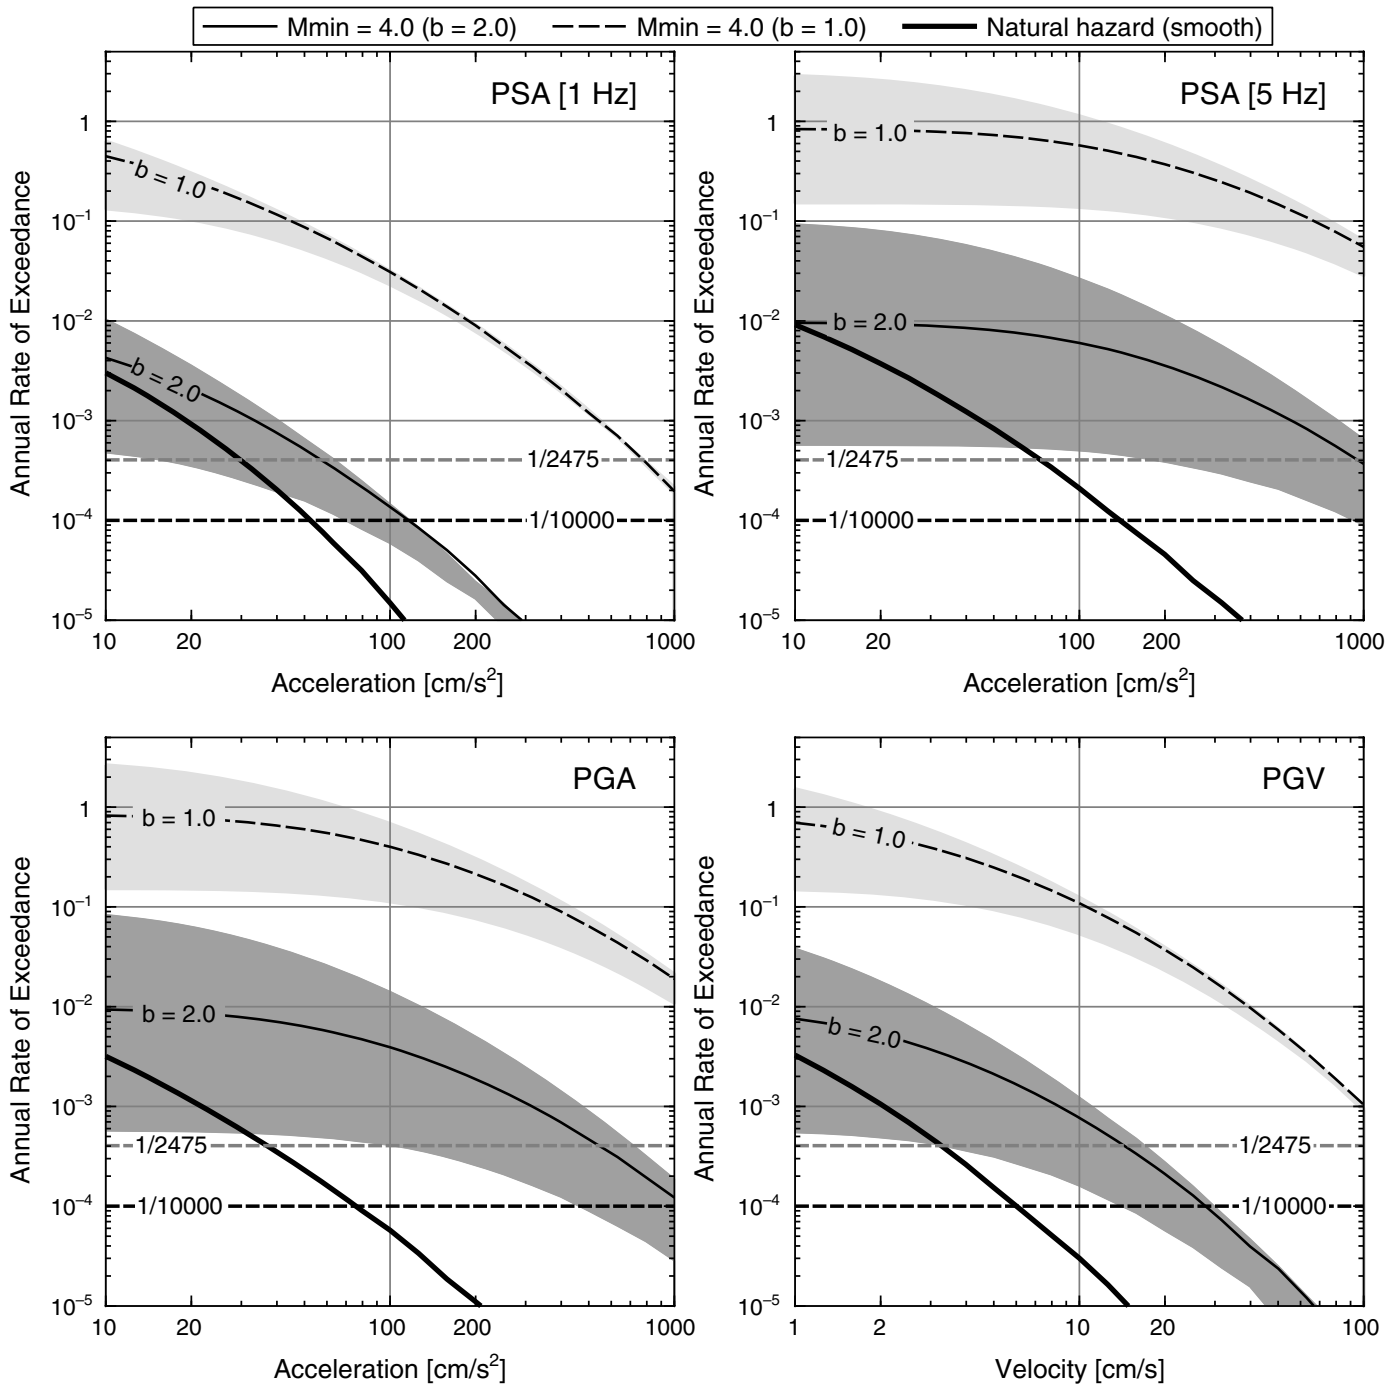 Mmin = 4.0 (b = 2.0) Mmin = 4.0 (b = 1.0) Natural hazard (smooth)
PSA [1 Hz]
Annual Rate of Exceedance
1
10⁻¹
10⁻²
10⁻³
10⁻⁴
10⁻⁵
b = 1.0
b = 2.0
1/2475
1/10000
10 20 100 200 1000
Acceleration [cm/s²]
PSA [5 Hz]
Annual Rate of Exceedance
1
10⁻¹
10⁻²
10⁻³
10⁻⁴
10⁻⁵
b = 1.0
b = 2.0
1/2475
1/10000
10 20 100 200 1000
Acceleration [cm/s²]
PGA
Annual Rate of Exceedance
1
10⁻¹
10⁻²
10⁻³
10⁻⁴
10⁻⁵
b = 1.0
b = 2.0
1/2475
1/10000
10 20 100 200 1000
Acceleration [cm/s²]
PGV
Annual Rate of Exceedance
1
10⁻¹
10⁻²
10⁻³
10⁻⁴
10⁻⁵
b = 1.0
b = 2.0
1/2475
1/10000
1 2 10 20 100
Velocity [cm/s]